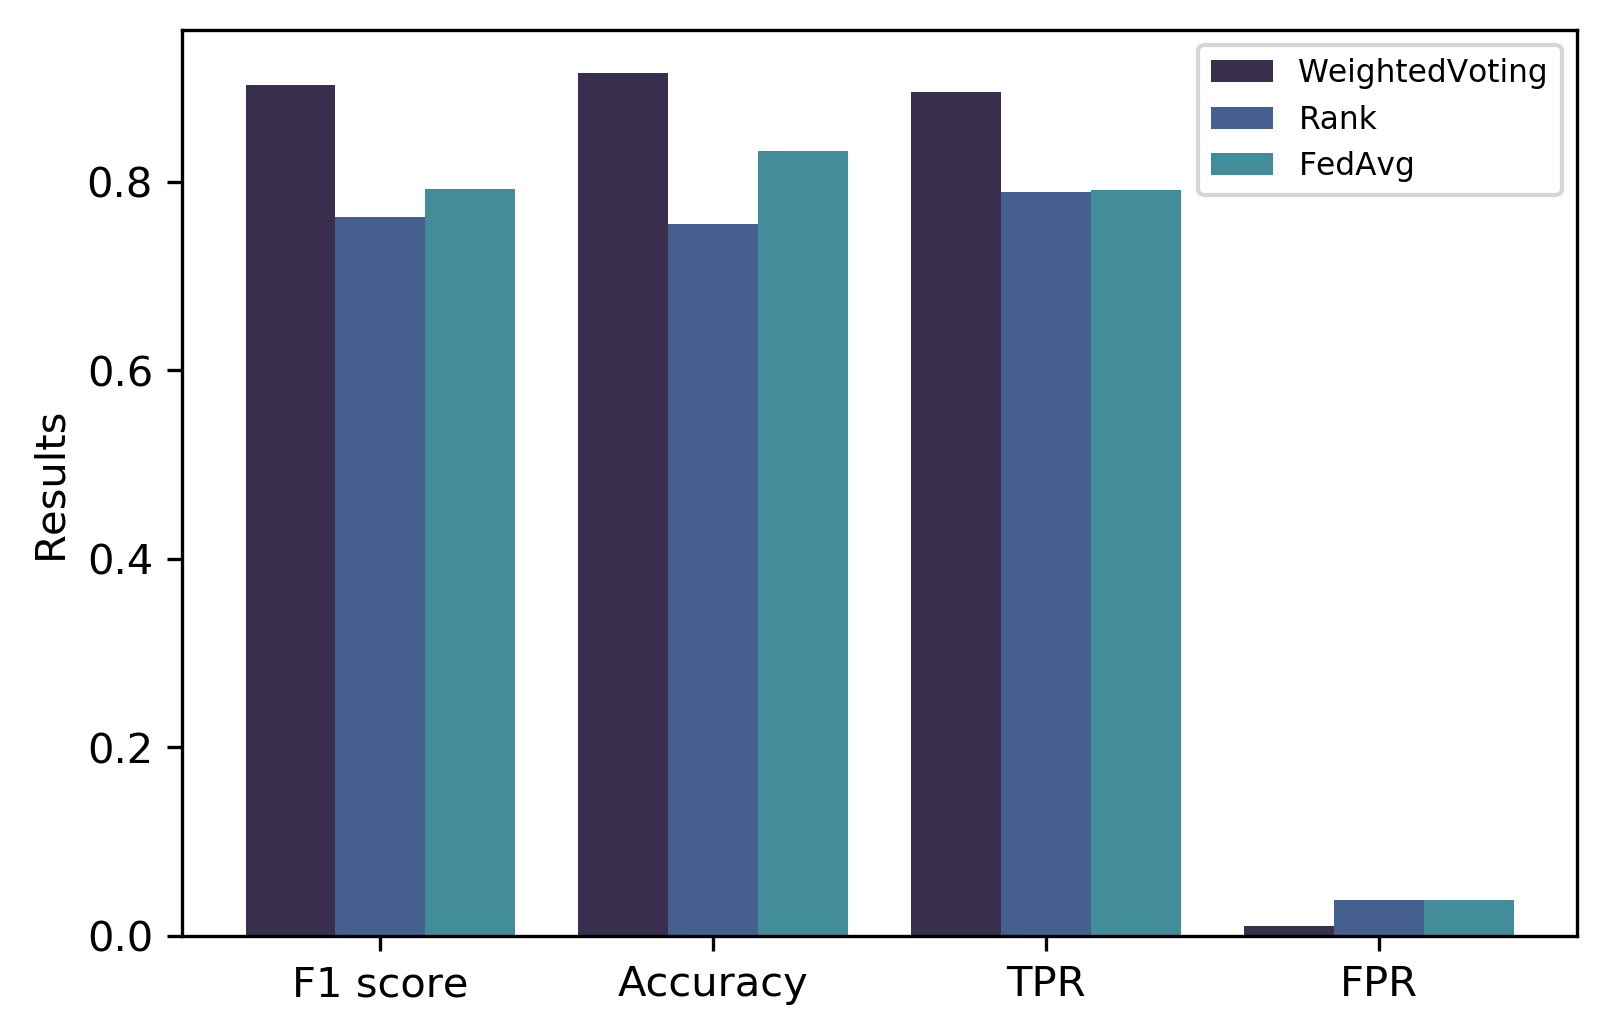 WeightedVoting
Rank
FedAvg
Results
0.8
0.6
0.4
0.2
0.0
F1 score
Accuracy
TPR
FPR